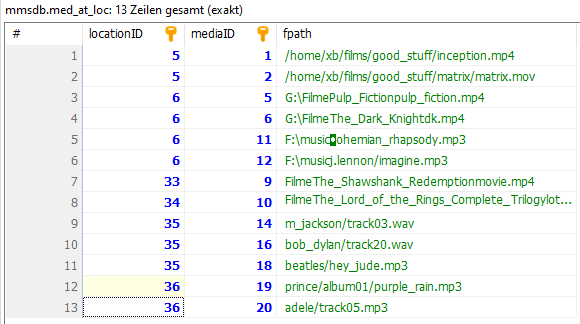 mmsdb.med_at_loc: 13 Zeilen gesamt (exakt)
# locationID mediaID fpath
1 5 1 /home/xb/films/good_stuff/inception.mp4
2 5 2 /home/xb/films/good_stuff/matrix/matrix.mov
3 6 5 G:\FilmePulp_Fictionpulp_fiction.mp4
4 6 6 G:\FilmeThe_Dark_Knightdk.mp4
5 6 11 F:\music◘ohemian_rhapsody.mp3
6 6 12 F:\musicj.lennon/imagine.mp3
7 33 9 FilmeThe_Shawshank_Redemptionmovie.mp4
8 34 10 FilmeThe_Lord_of_the_Rings_Complete_Trilogylot...
9 35 14 m_jackson/track03.wav
10 35 16 bob_dylan/track20.wav
11 35 18 beatles/hey_jude.mp3
12 36 19 prince/album01/purple_rain.mp3
13 36 20 adele/track05.mp3